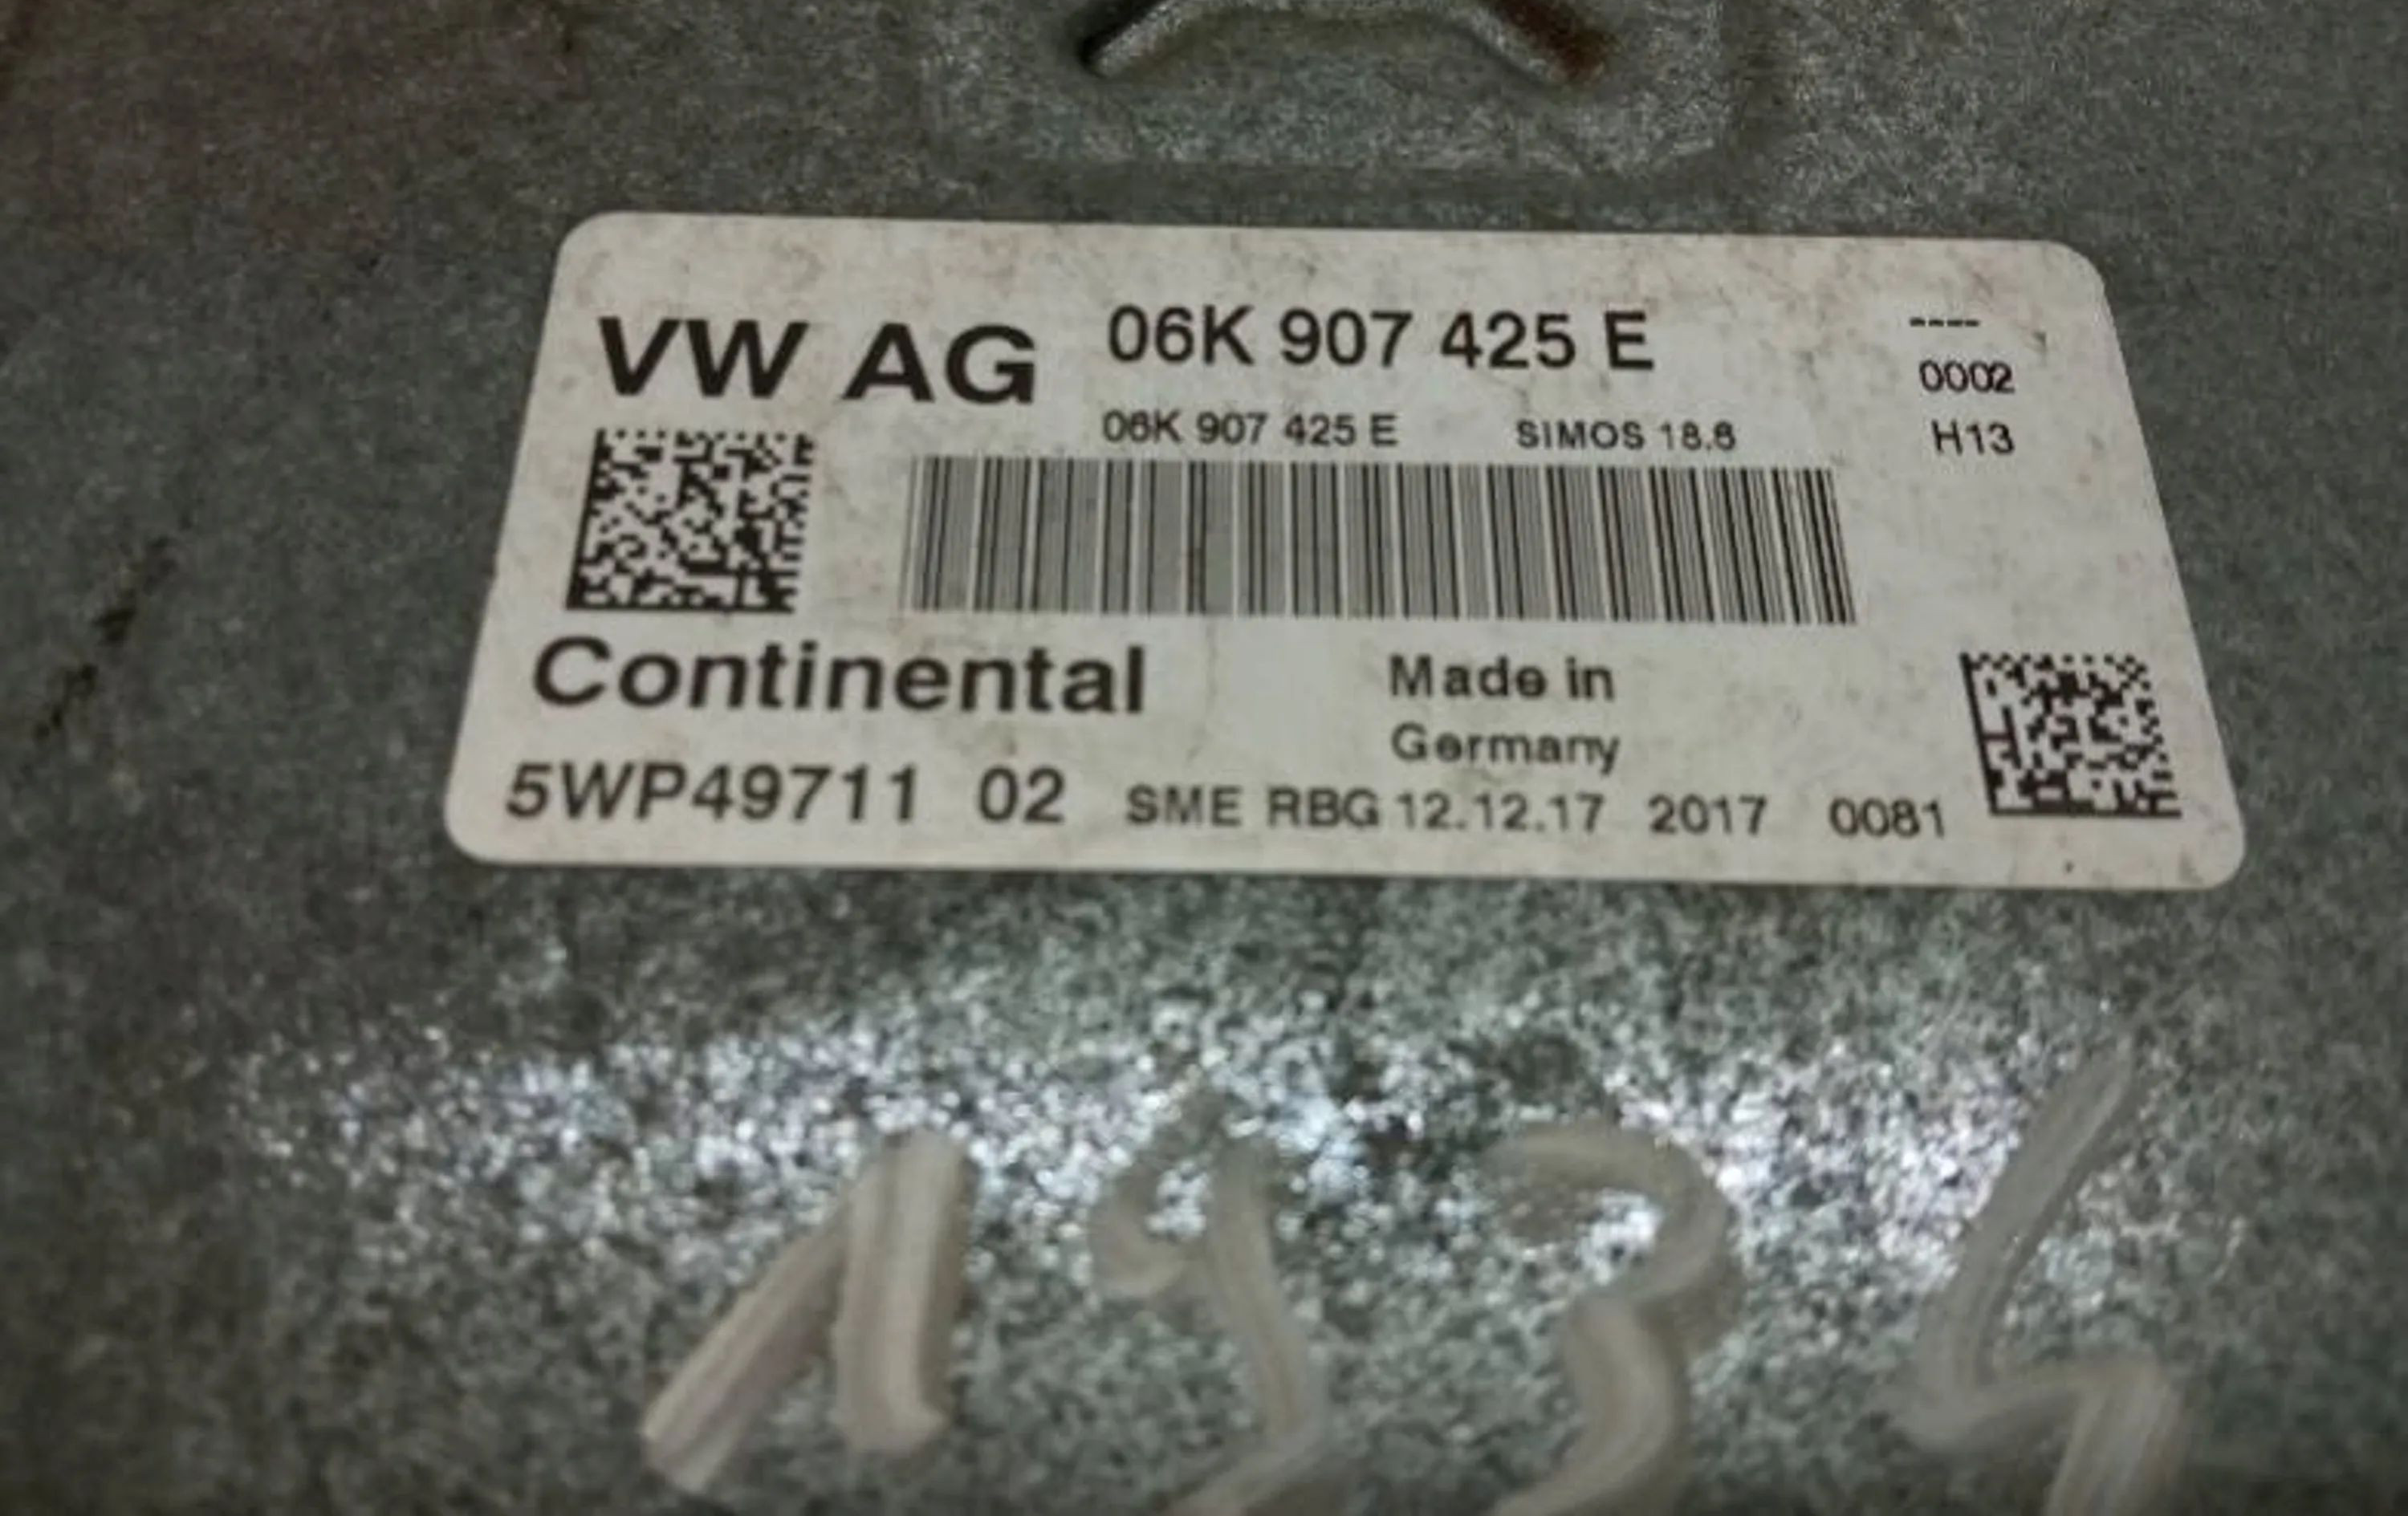 VW AG 06K 907 425 E ----
0002
06K 907 425 E SIMOS 18.6 H13
Continental Made in
Germany
5WP49711 02 SME RBG 12.12.17 2017 0081
1934